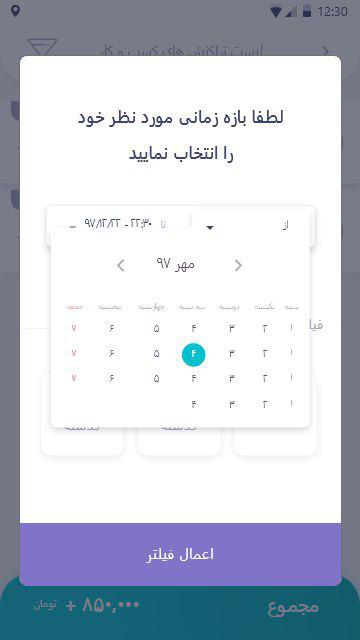 12:30
لیست تراکنش های کسب و کار
لطفا بازه زمانی مورد نظر خود
را انتخاب نمایید
از
تا ۲۲:۳۰ - ۹۷/۱۲/۲۲
مهر ۹۷
شنبه یکشنبه دوشنبه سه شنبه چهارشنبه پنجشنبه جمعه
۱ ۲ ۳ ۴ ۵ ۶ ۷
۱ ۲ ۳ ۴ ۵ ۶ ۷
۱ ۲ ۳ ۴ ۵ ۶ ۷
۱ ۲ ۳ ۴
گذشته گذشته
اعمال فیلتر
مجموع
۸۵۰,۰۰۰ + تومان